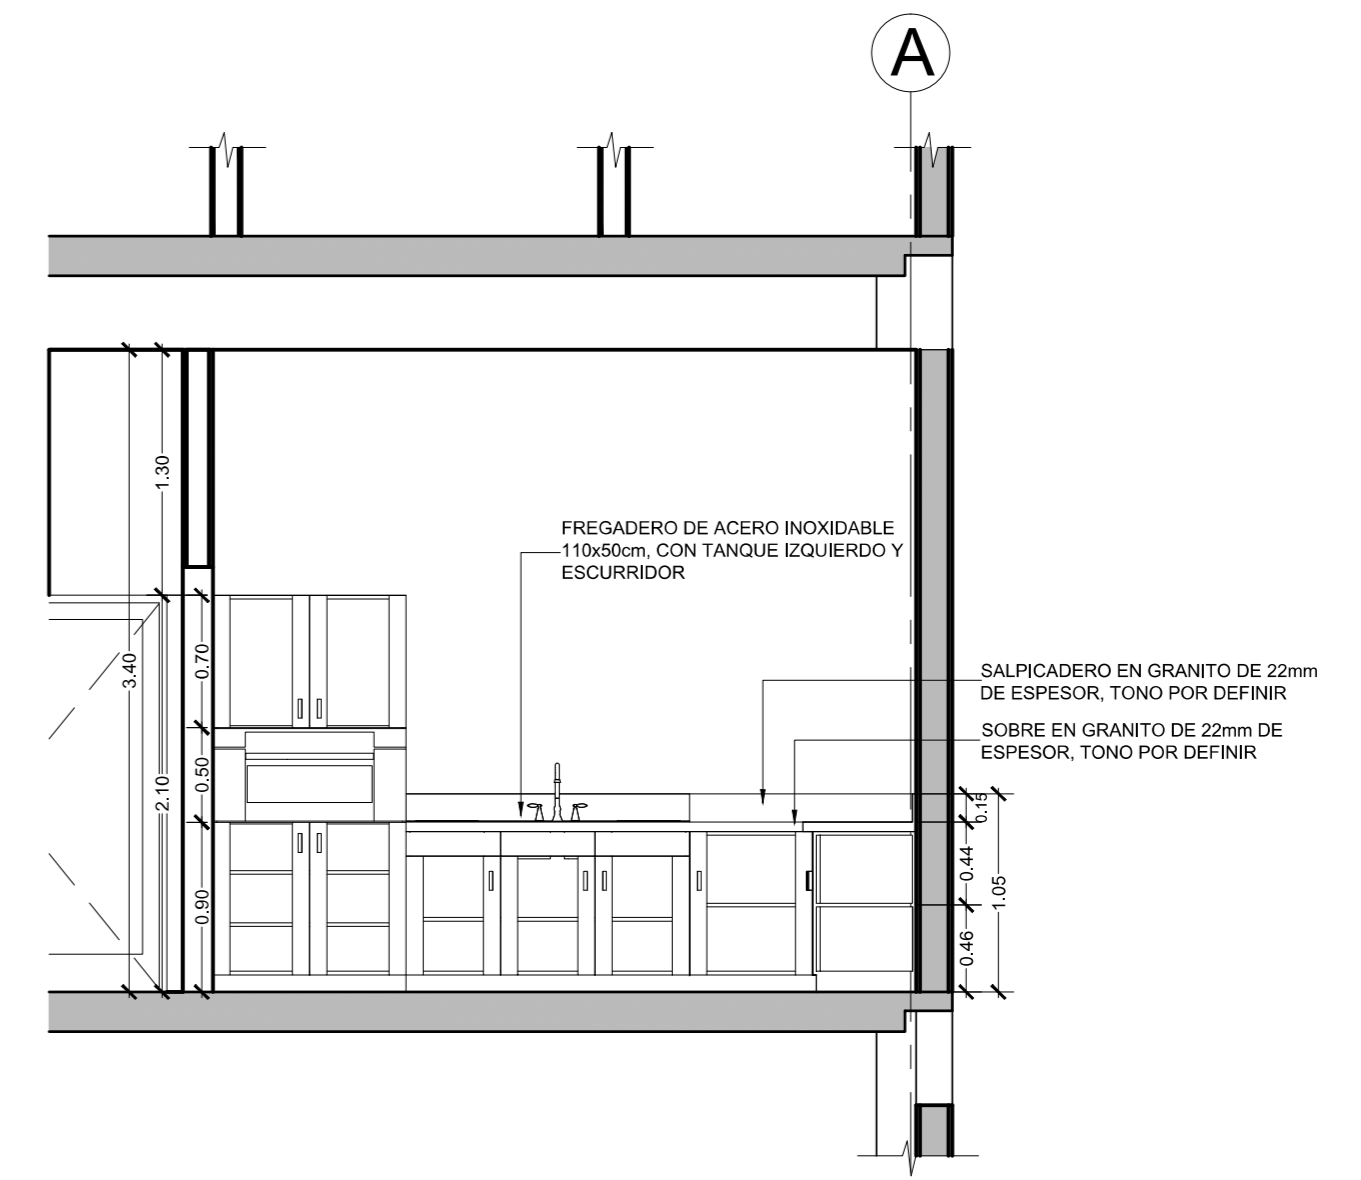 A
1.30
FREGADERO DE ACERO INOXIDABLE
110x50cm, CON TANQUE IZQUIERDO Y
ESCURRIDOR
3.40
0.70
SALPICADERO EN GRANITO DE 22mm
DE ESPESOR, TONO POR DEFINIR
SOBRE EN GRANITO DE 22mm DE
ESPESOR, TONO POR DEFINIR
2.10
0.50
0.15
0.44
1.05
0.90
0.46